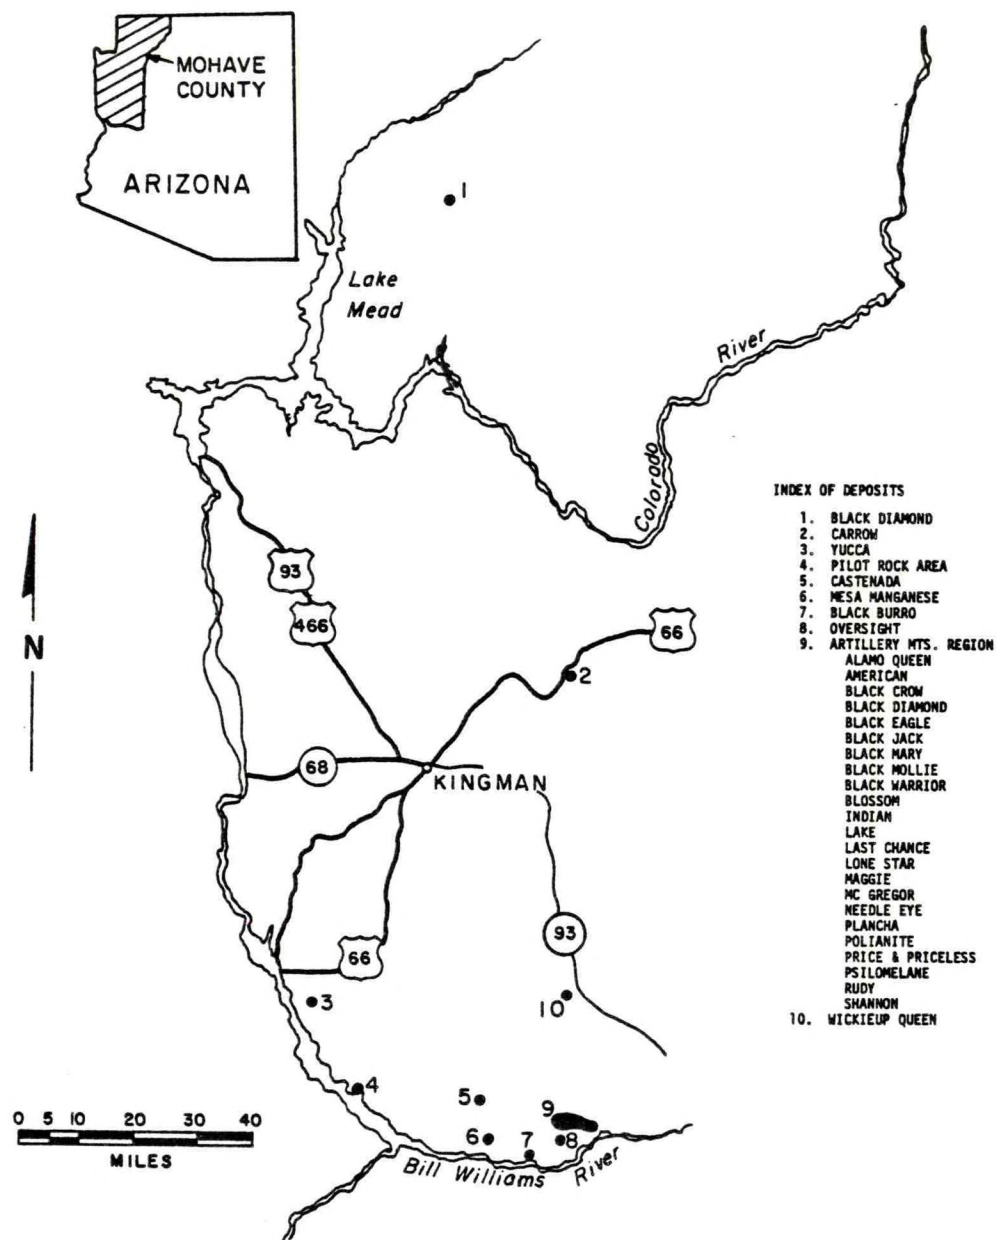 MOHAVE
COUNTY
ARIZONA
1
Lake
Mead
River
Colorado
INDEX OF DEPOSITS
1. BLACK DIAMOND
2. CARROW
3. YUCCA
4. PILOT ROCK AREA
5. CASTENADA
6. MESA MANGANESE
7. BLACK BURRO
8. OVERSIGHT
9. ARTILLERY MTS. REGION
ALAMO QUEEN
AMERICAN
BLACK CROW
BLACK DIAMOND
BLACK EAGLE
BLACK JACK
BLACK MARY
BLACK MOLLIE
BLACK WARRIOR
BLOSSOM
INDIAN
LAKE
LAST CHANCE
LONE STAR
MAGGIE
MC GREGOR
NEEDLE EYE
PLANCHA
POLIANITE
PRICE & PRICELESS
PSILOMELANE
RUDY
SHANNON
10. WICKIEUP QUEEN
93
466
66
N
2
68
KINGMAN
93
66
3
10
4
5
9
6
7
8
0 5 10 20 30 40
MILES
Bill Williams River